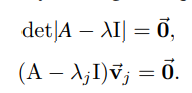 det|A − λI| = 0⃗,
(A − λⱼI)v⃗ⱼ = 0⃗.